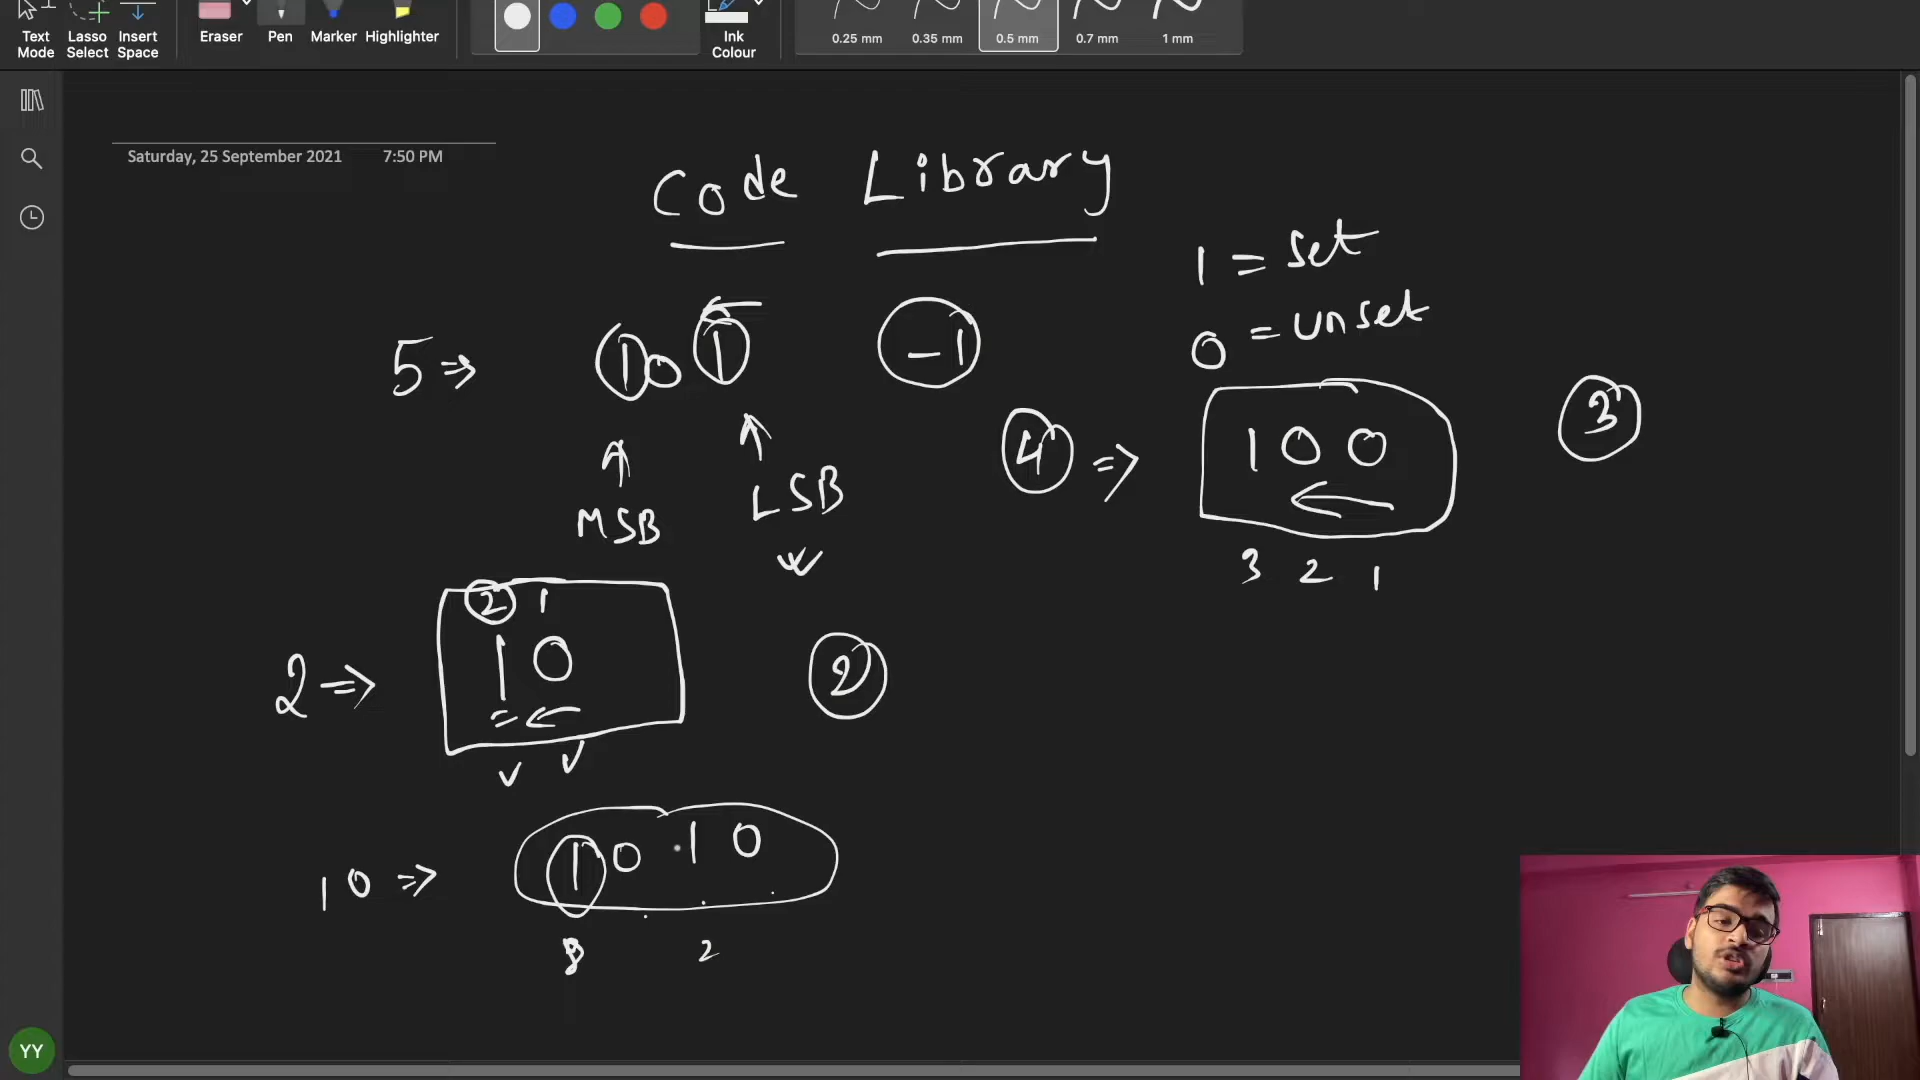 Text Mode
Lasso Select
Insert Space
Eraser
Pen
Marker
Highlighter
Ink Colour
0.25 mm
0.35 mm
0.5 mm
0.7 mm
1 mm
Saturday, 25 September 2021 7:50 PM
Code Library
1 = set
0 = unset
5 => 101 -1
MSB LSB
4 => 100 3
3 2 1
2 1
2 => 10 2
10 => 1010
8 2
YY